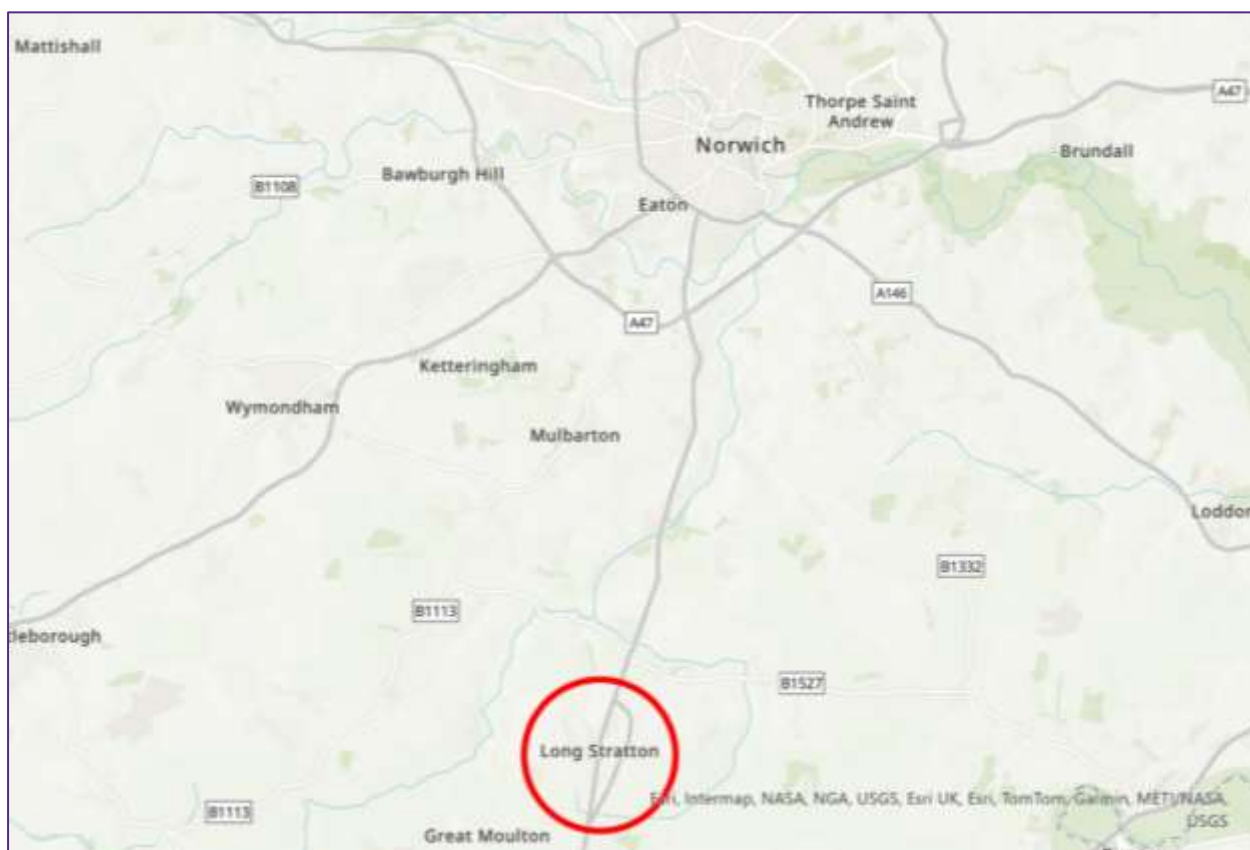 Mattishall
A47
Thorpe Saint
Andrew
Norwich
Brundall
Bawburgh Hill
B1108
Eaton
A146
A47
Ketteringham
Wymondham
Mulbarton
Loddon
B1332
B1113
leborough
B1527
Long Stratton
Esri, Intermap, NASA, NGA, USGS, Esri UK, Esri, TomTom, Garmin, METI/NASA,
USGS
B1113
Great Moulton